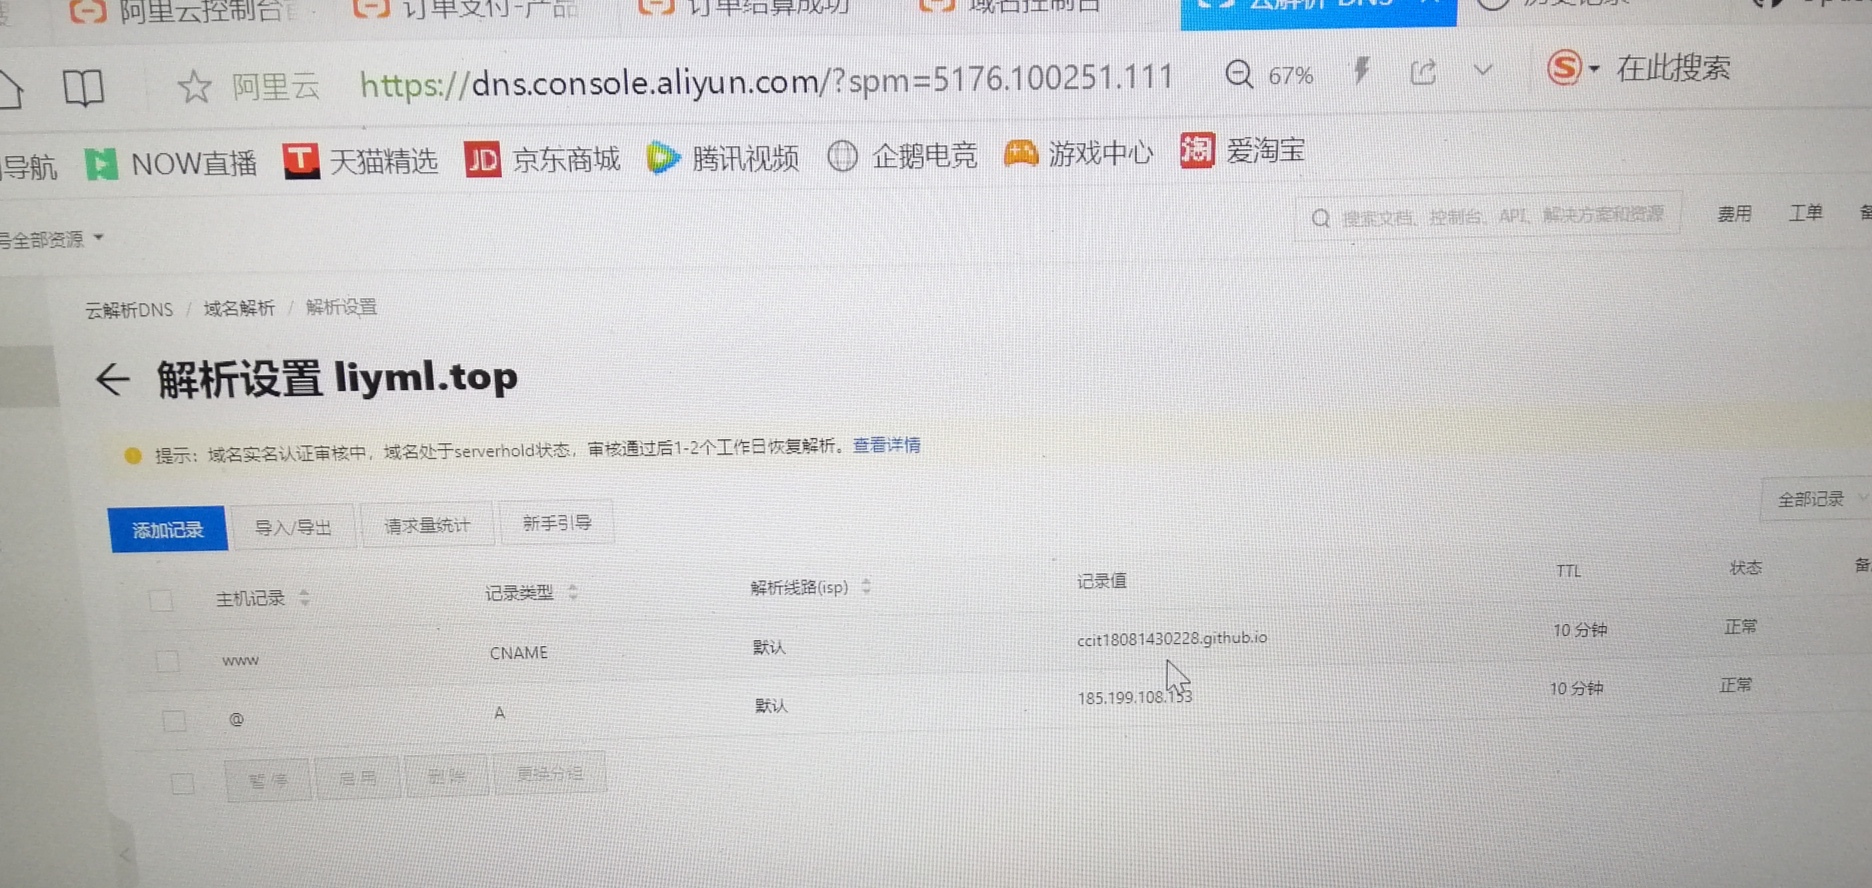 阿里云控制台
订单支付-产品
订单结算成功
域名控制台
云解析 DNS
历史记录
阿里云 https://dns.console.aliyun.com/?spm=5176.100251.111 67% 在此搜索
导航 NOW直播 天猫精选 京东商城 腾讯视频 企鹅电竞 游戏中心 爱淘宝
号全部资源 搜索文档、控制台、API、解决方案和资源 费用 工单 备
云解析DNS / 域名解析 / 解析设置
← 解析设置 liyml.top
提示：域名实名认证审核中，域名处于serverhold状态，审核通过后1-2个工作日恢复解析。查看详情
添加记录 导入/导出 请求量统计 新手引导 全部记录
主机记录 记录类型 解析线路(isp) 记录值 TTL 状态 备
www CNAME 默认 ccit18081430228.github.io 10 分钟 正常
@ A 默认 185.199.108.153 10 分钟 正常
暂停 启用 删除 更换分组